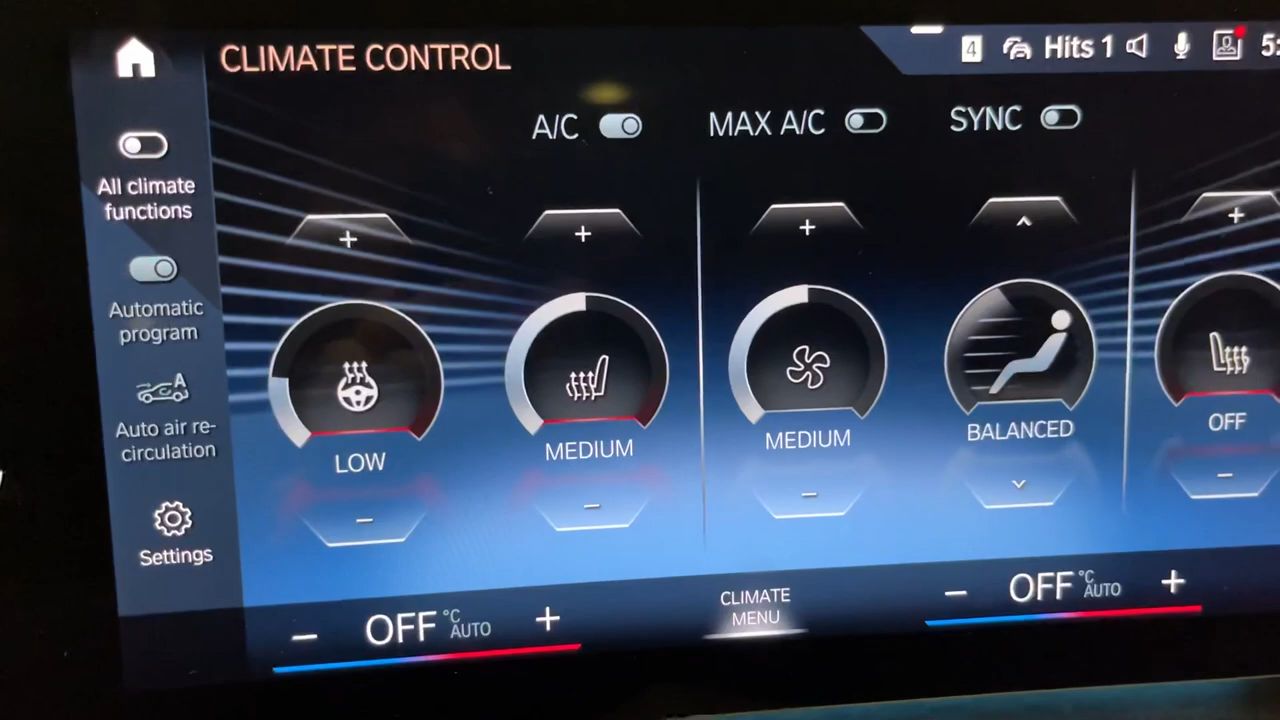 CLIMATE CONTROL
4
Hits 1
A/C
MAX A/C
SYNC
All climate
functions
Automatic
program
A
Auto air re-
circulation
Settings
+
+
+
+
LOW
MEDIUM
MEDIUM
BALANCED
OFF
−
−
−
−
− OFF °C AUTO +
CLIMATE
MENU
− OFF °C AUTO +